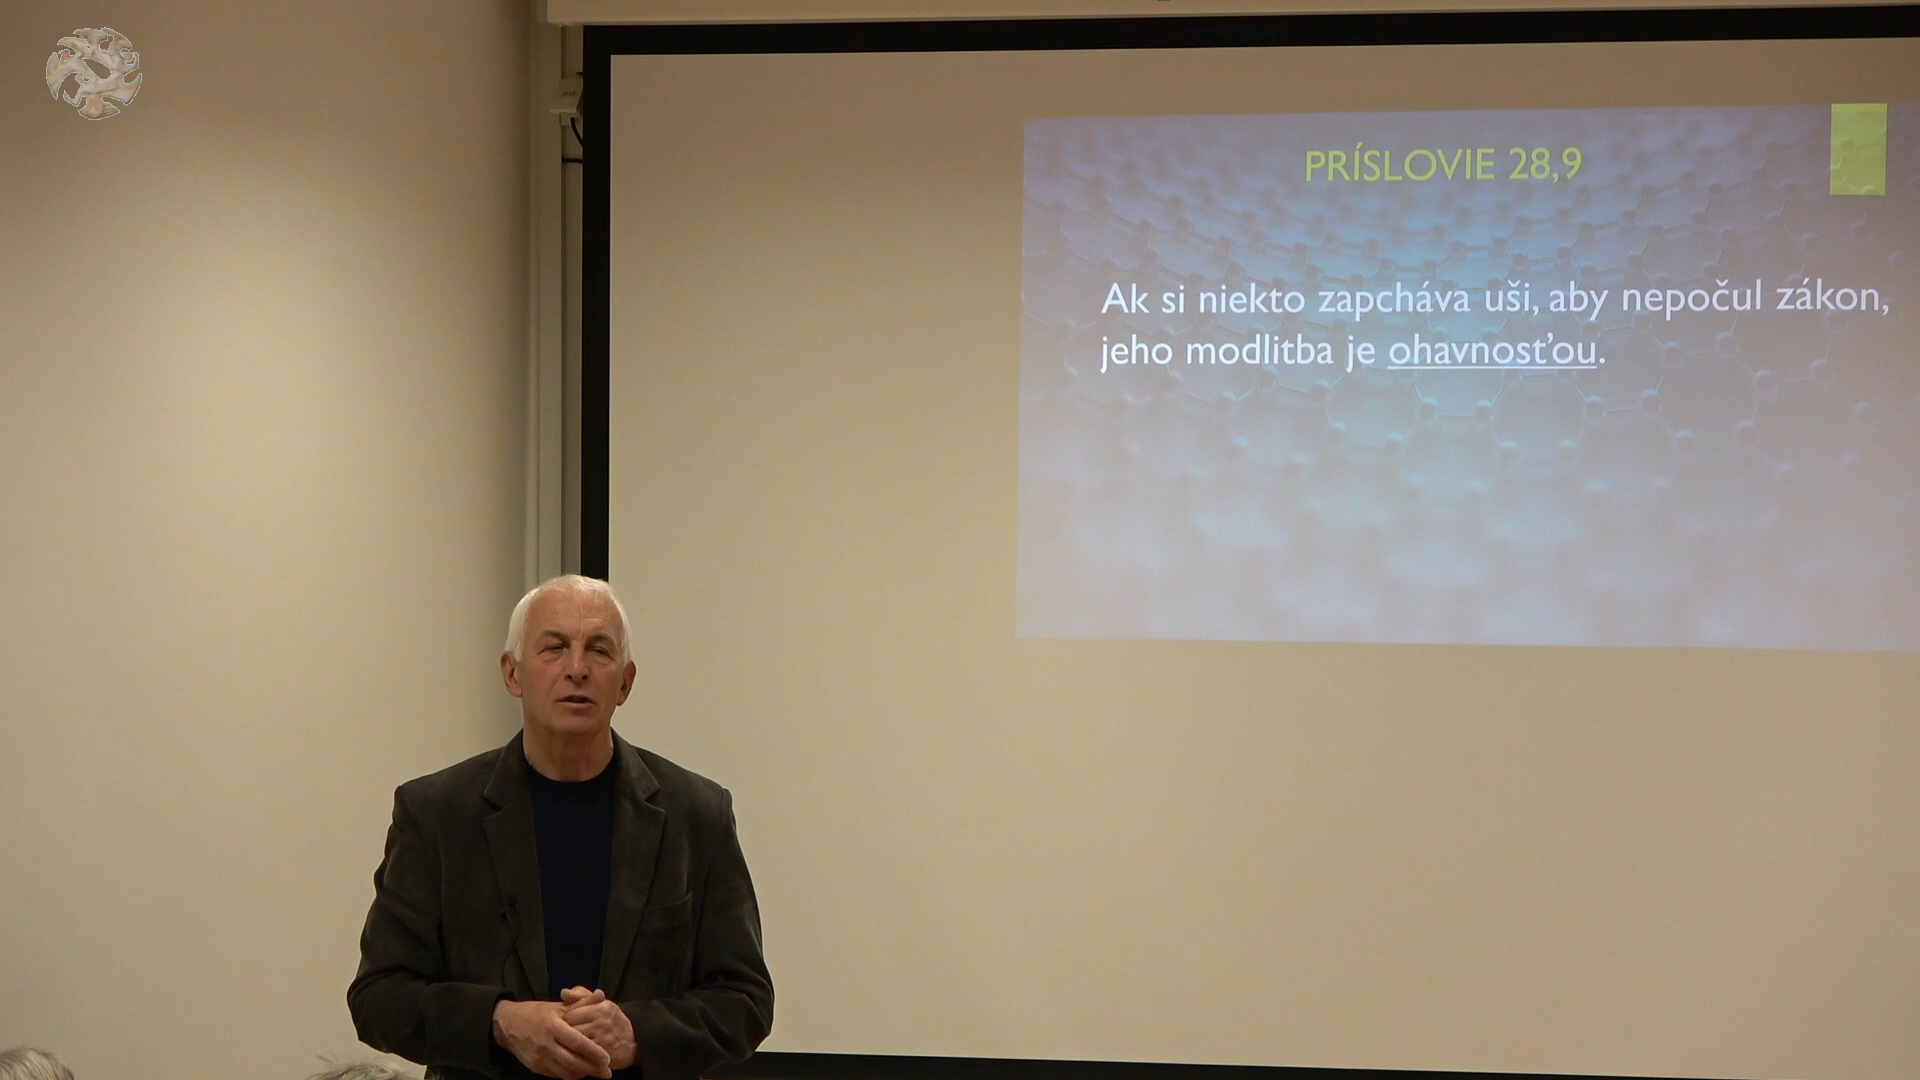 PRÍSLOVIE 28,9
Ak si niekto zapcháva uši, aby nepočul zákon,
jeho modlitba je ohavnosťou.